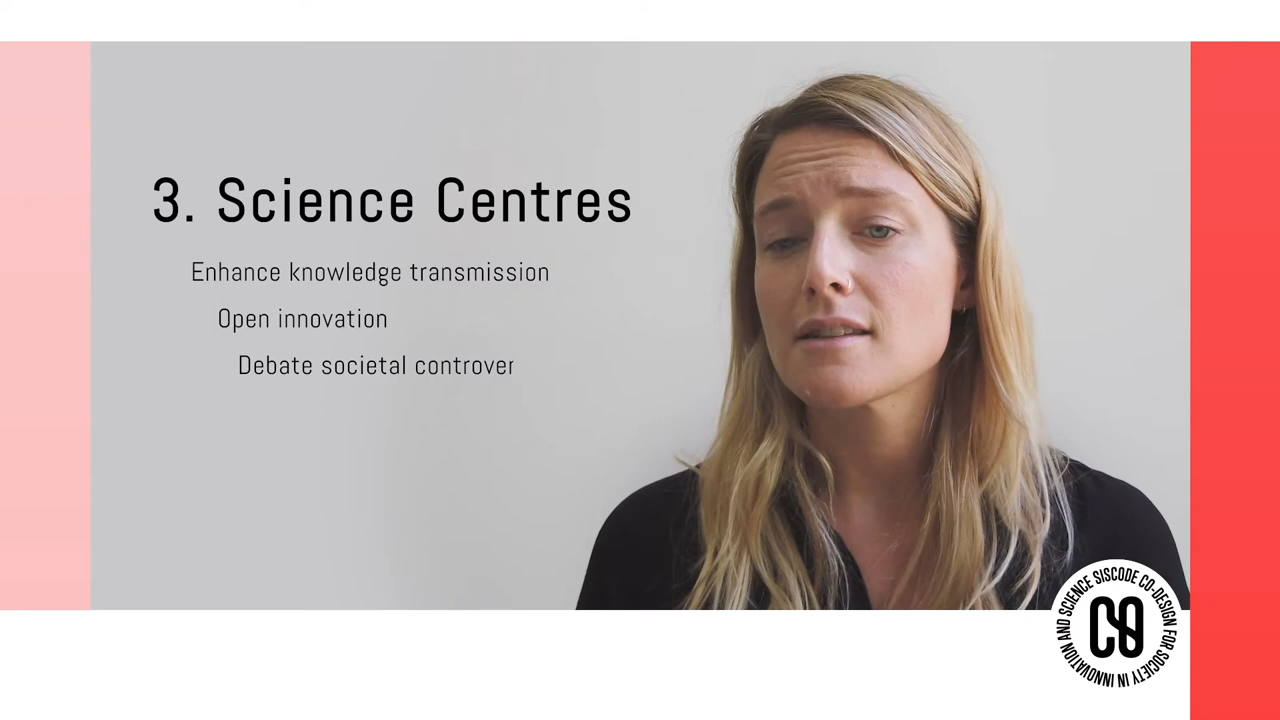 3. Science Centres
Enhance knowledge transmission
Open innovation
Debate societal controver
SISCODE CO-DESIGN FOR SOCIETY IN INNOVATION AND SCIENCE
CO